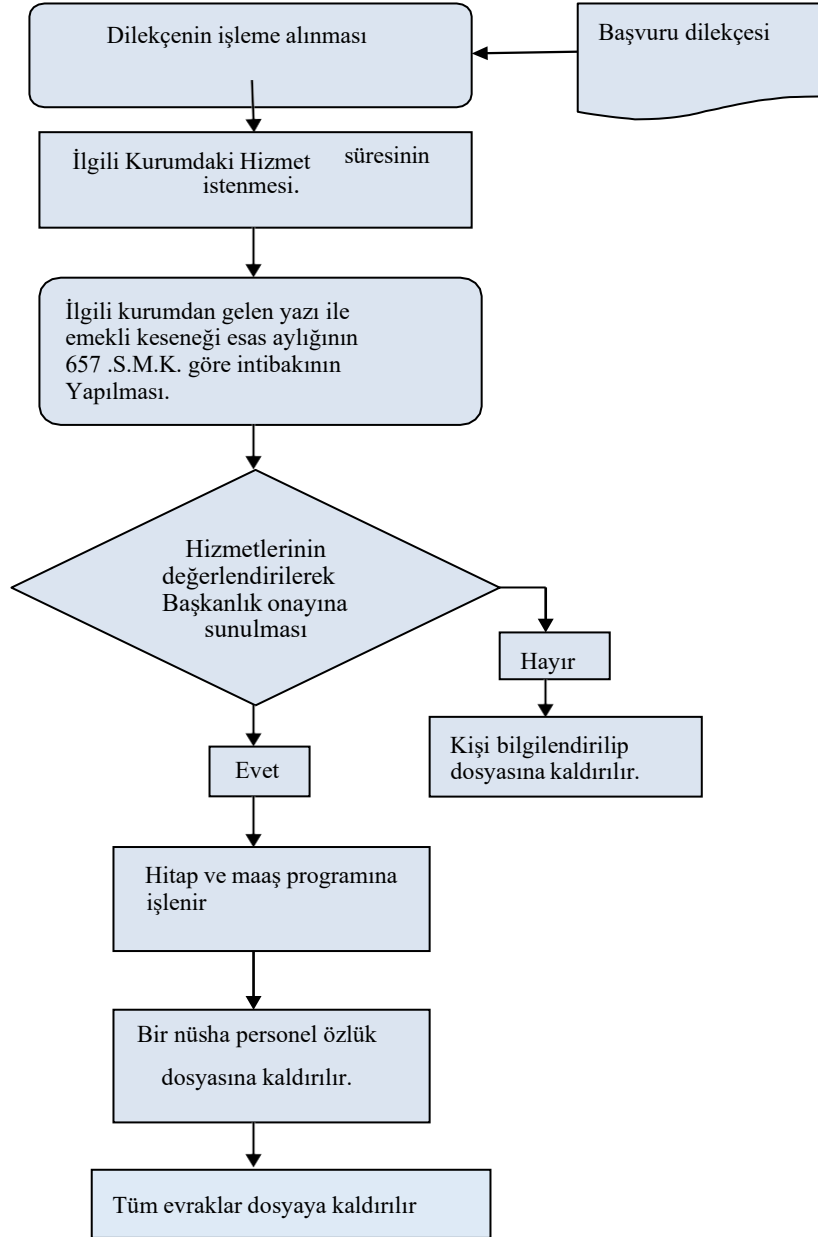 Dilekçenin işleme alınması
Başvuru dilekçesi
İlgili Kurumdaki Hizmet süresinin
istenmesi.
İlgili kurumdan gelen yazı ile
emekli keseneği esas aylığının
657 .S.M.K. göre intibakının
Yapılması.
Hizmetlerinin
değerlendirilerek
Başkanlık onayına
sunulması
Hayır
Kişi bilgilendirilip
dosyasına kaldırılır.
Evet
Hitap ve maaş programına
işlenir
Bir nüsha personel özlük
dosyasına kaldırılır.
Tüm evraklar dosyaya kaldırılır